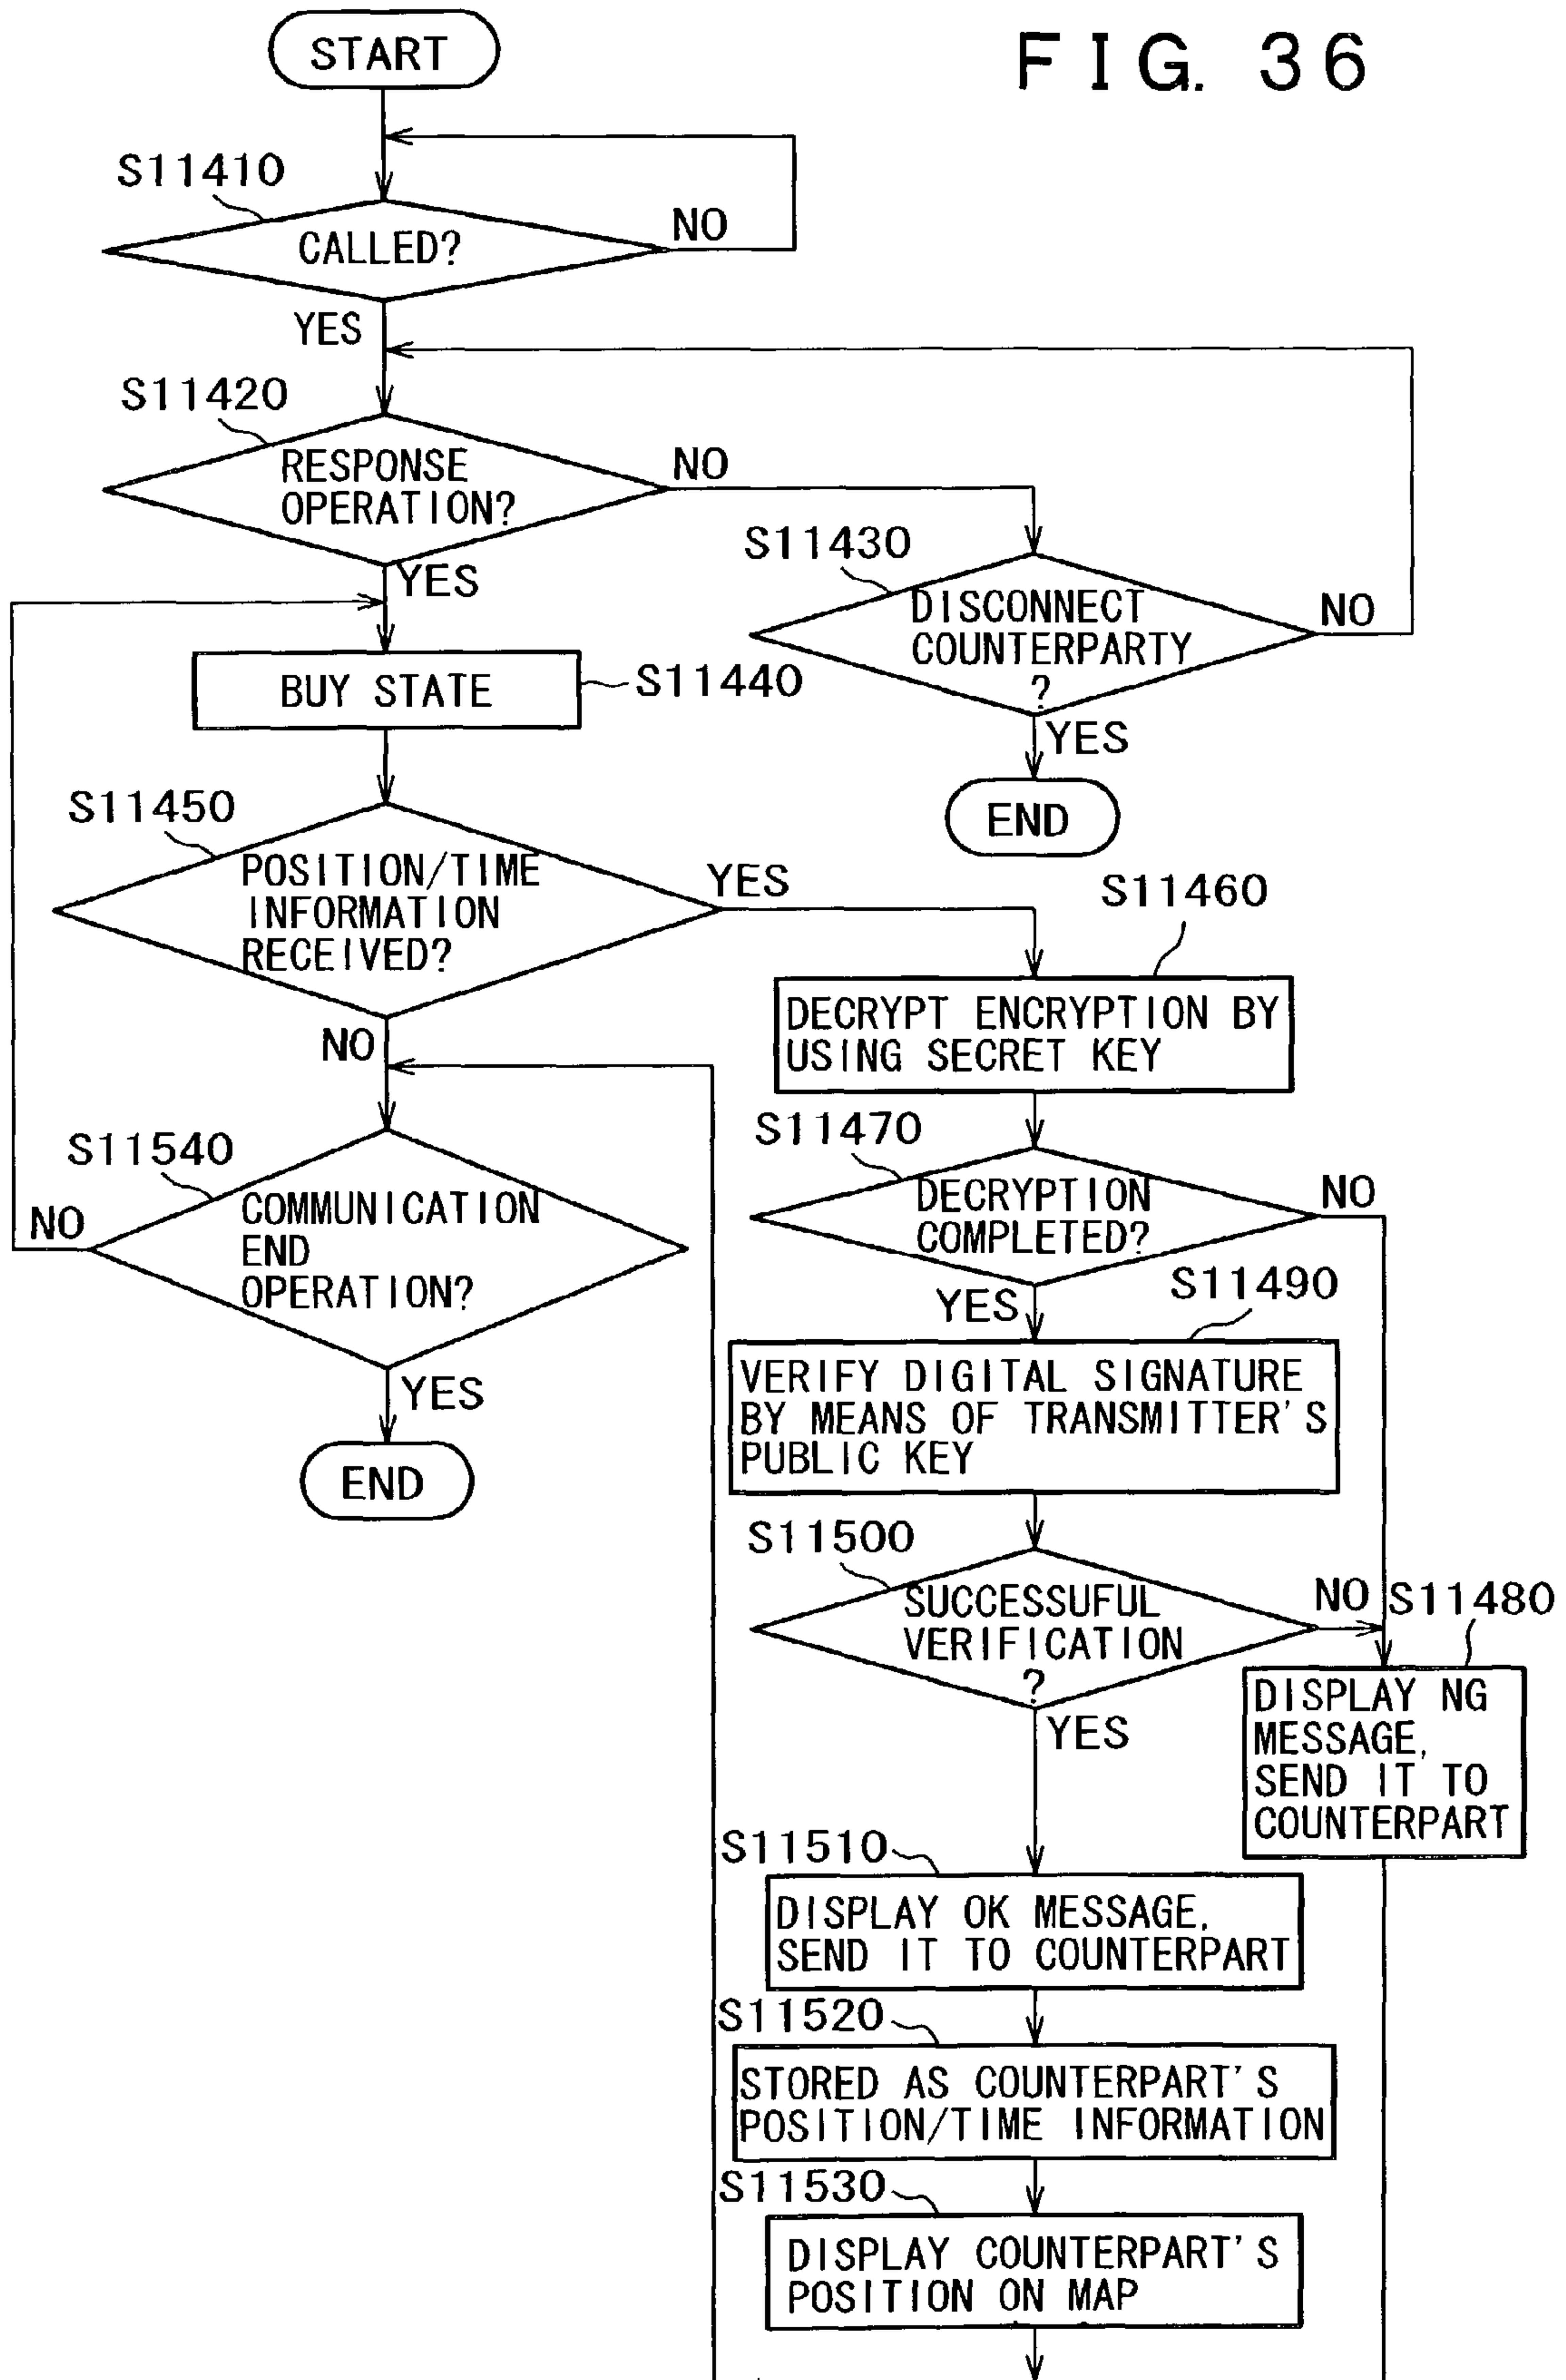 FIG. 36
START
S11410
CALLED?
NO
YES
S11420
RESPONSE
OPERATION?
NO
YES
S11430
DISCONNECT
COUNTERPARTY
?
NO
YES
END
BUY STATE
S11440
S11450
POSITION/TIME
INFORMATION
RECEIVED?
YES
NO
S11460
DECRYPT ENCRYPTION BY
USING SECRET KEY
S11470
DECRYPTION
COMPLETED?
NO
YES
S11540
COMMUNICATION
END
OPERATION?
NO
YES
END
S11490
VERIFY DIGITAL SIGNATURE
BY MEANS OF TRANSMITTER'S
PUBLIC KEY
S11500
SUCCESSUFUL
VERIFICATION
?
NO
YES
S11480
DISPLAY NG
MESSAGE,
SEND IT TO
COUNTERPART
S11510
DISPLAY OK MESSAGE,
SEND IT TO COUNTERPART
S11520
STORED AS COUNTERPART'S
POSITION/TIME INFORMATION
S11530
DISPLAY COUNTERPART'S
POSITION ON MAP